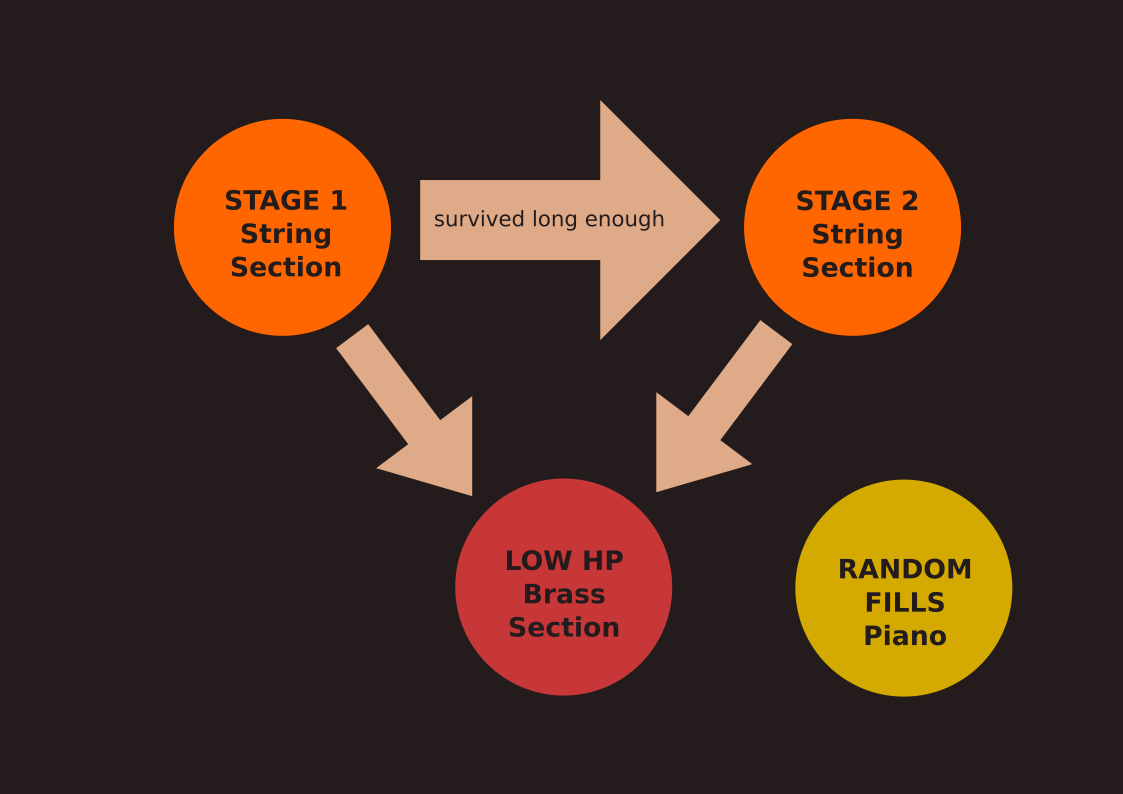 STAGE 1
String
Section
survived long enough
STAGE 2
String
Section
LOW HP
Brass
Section
RANDOM
FILLS
Piano